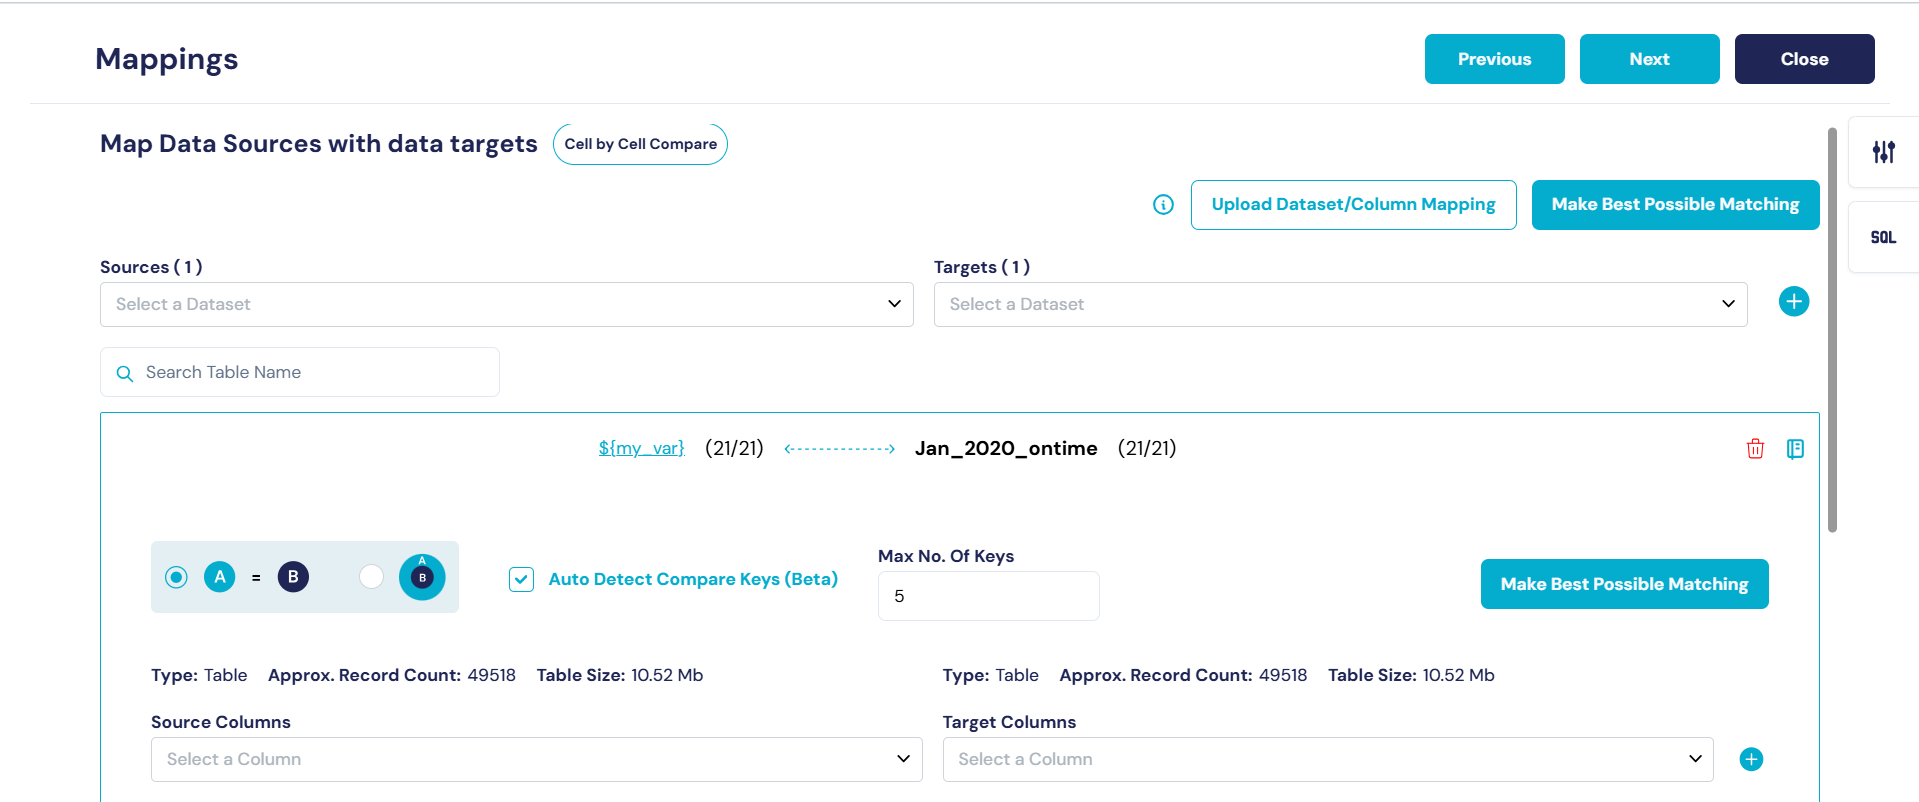 Mappings
Previous
Next
Close
Map Data Sources with data targets
Cell by Cell Compare
Upload Dataset/Column Mapping
Make Best Possible Matching
SQL
Sources ( 1 )
Targets ( 1 )
Select a Dataset
Select a Dataset
Search Table Name
${my_var} (21/21) Jan_2020_ontime (21/21)
A = B A B
Auto Detect Compare Keys (Beta)
Max No. Of Keys
5
Make Best Possible Matching
Type: Table Approx. Record Count: 49518 Table Size: 10.52 Mb
Type: Table Approx. Record Count: 49518 Table Size: 10.52 Mb
Source Columns
Target Columns
Select a Column
Select a Column